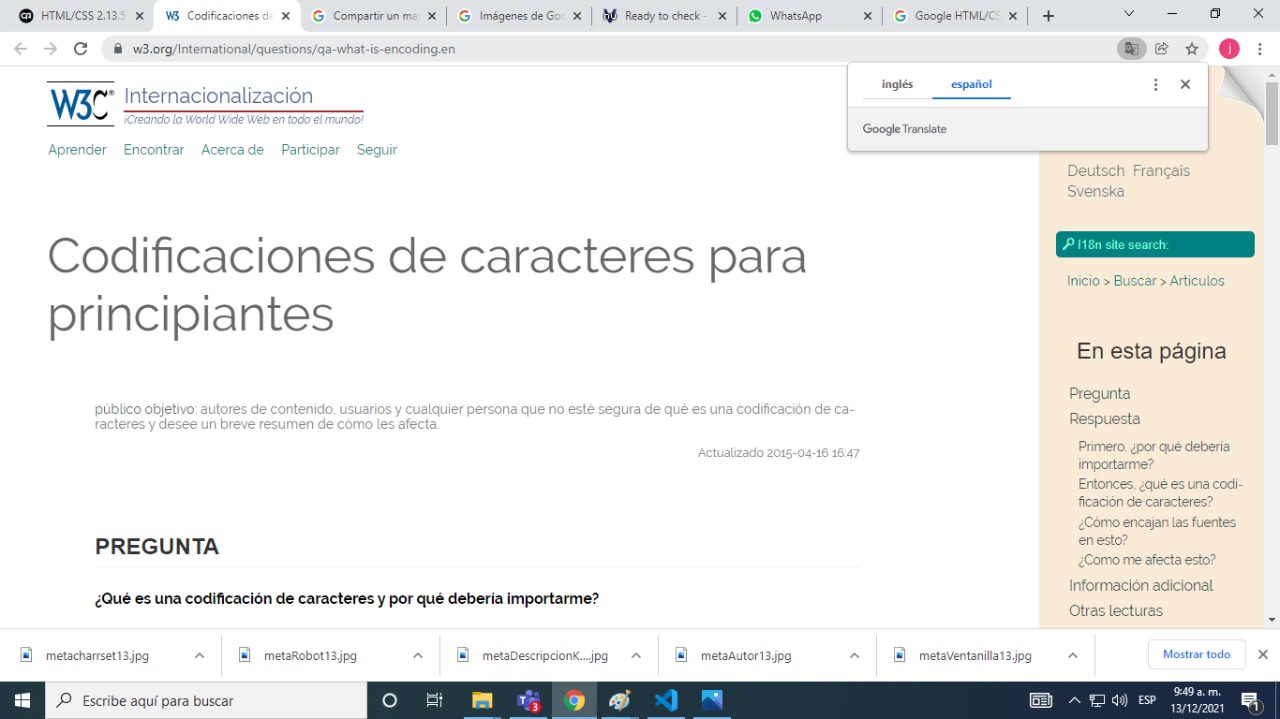 HTML/CSS 2.13.5
Codificaciones de
Compartir un ma
Imágenes de Goo
Ready to check -
WhatsApp
Google HTML/CS
w3.org/International/questions/qa-what-is-encoding.en
inglés español
Google Translate
W3C® Internacionalización
¡Creando la World Wide Web en todo el mundo!
Aprender Encontrar Acerca de Participar Seguir
Deutsch Français
Svenska
I18n site search:
Inicio > Buscar > Artículos
Codificaciones de caracteres para
principiantes
público objetivo: autores de contenido, usuarios y cualquier persona que no esté segura de qué es una codificación de ca-
racteres y desee un breve resumen de cómo les afecta.
Actualizado 2015-04-16 16:47
PREGUNTA
¿Qué es una codificación de caracteres y por qué debería importarme?
En esta página
Pregunta
Respuesta
Primero, ¿por qué debería
importarme?
Entonces, ¿qué es una codi-
ficación de caracteres?
¿Cómo encajan las fuentes
en esto?
¿Como me afecta esto?
Información adicional
Otras lecturas
metacharrset13.jpg
metaRobot13.jpg
metaDescripcionK....jpg
metaAutor13.jpg
metaVentanilla13.jpg
Mostrar todo
Escribe aquí para buscar
3
ESP
9:49 a. m.
13/12/2021
1